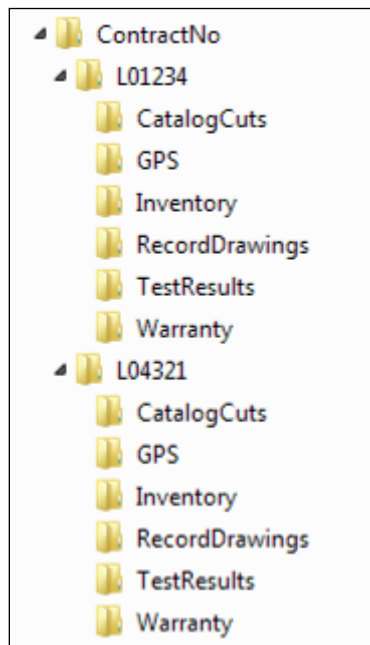 ContractNo
L01234
CatalogCuts
GPS
Inventory
RecordDrawings
TestResults
Warranty
L04321
CatalogCuts
GPS
Inventory
RecordDrawings
TestResults
Warranty